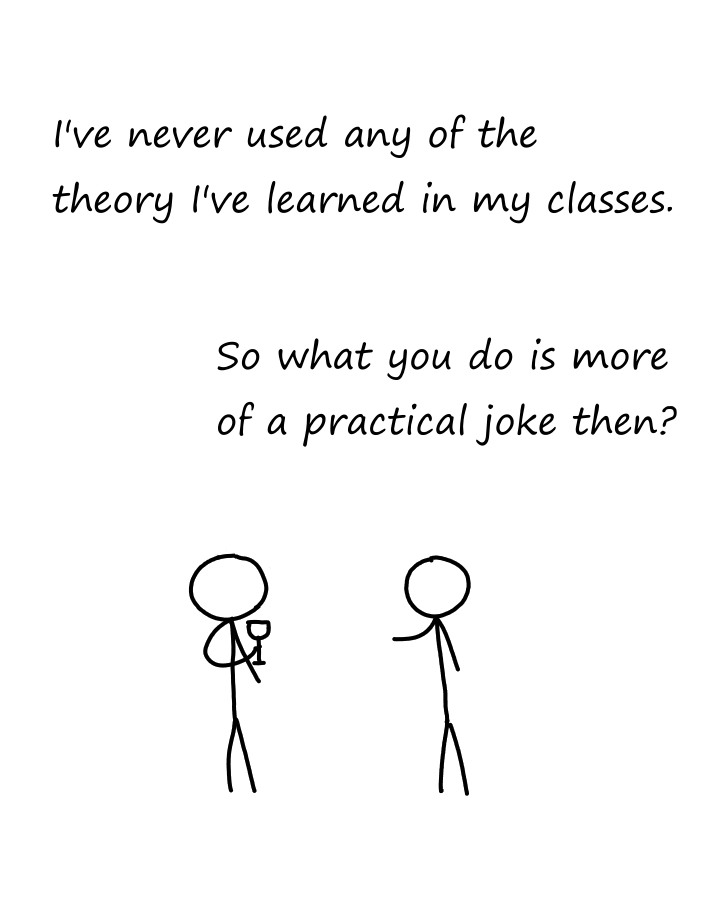 I've never used any of the
theory I've learned in my classes.
So what you do is more
of a practical joke then?